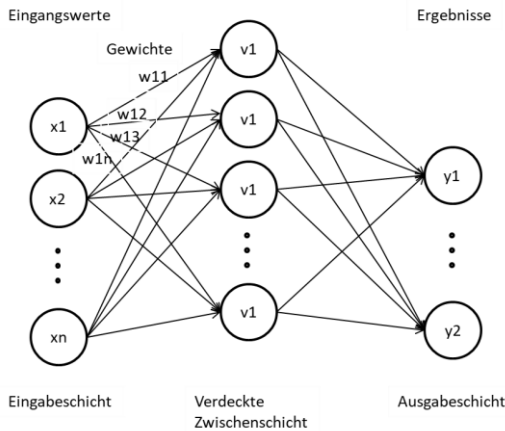 Eingangswerte
Ergebnisse
Gewichte
v1
w11
w12
v1
x1
w13
w1n
v1
y1
x2
v1
y2
xn
Eingabeschicht
Verdeckte
Zwischenschicht
Ausgabeschicht